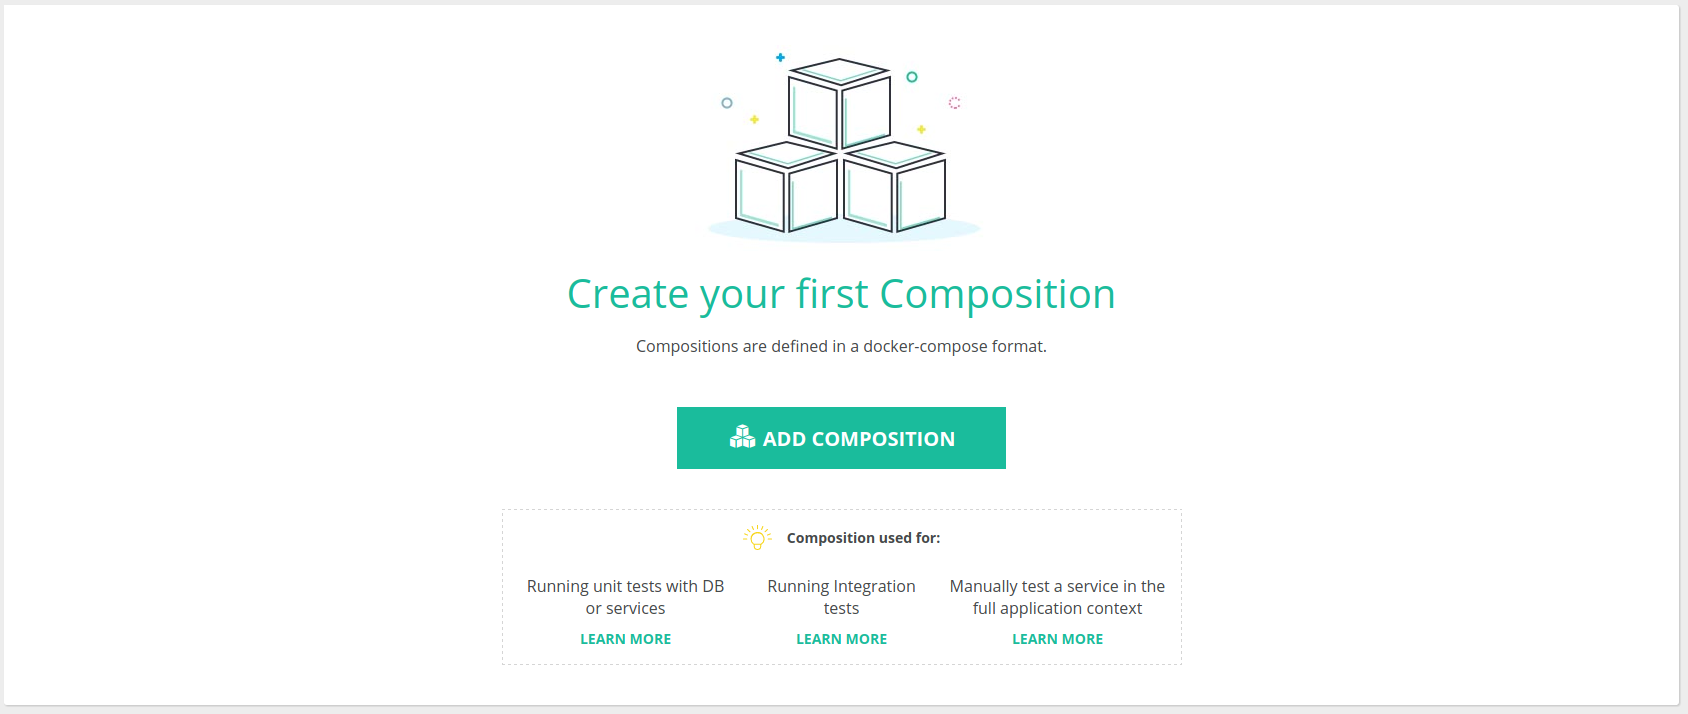 Create your first Composition
Compositions are defined in a docker-compose format.
ADD COMPOSITION
Composition used for:
Running unit tests with DB
or services
LEARN MORE
Running Integration
tests
LEARN MORE
Manually test a service in the
full application context
LEARN MORE